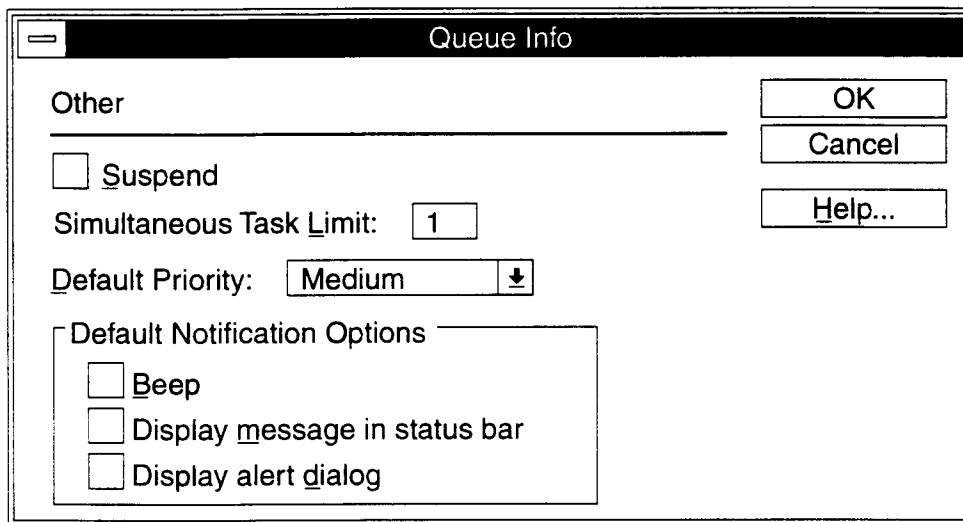 Queue Info
Other
OK
Cancel
Suspend
Help...
Simultaneous Task Limit: 1
Default Priority: Medium
Default Notification Options
Beep
Display message in status bar
Display alert dialog